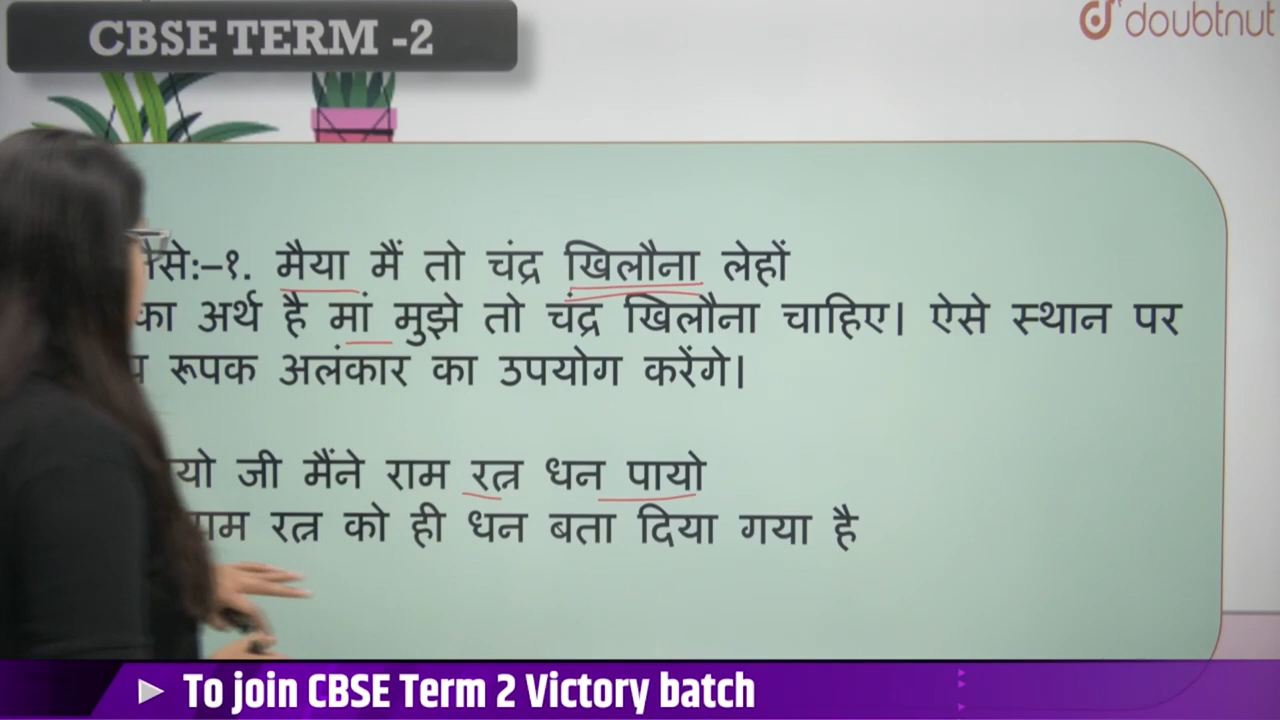 CBSE TERM -2
doubtnut
मैया मैं तो चंद्र खिलौना लेहों
का अर्थ है मां मुझे तो चंद्र खिलौना चाहिए। ऐसे स्थान पर
रूपक अलंकार का उपयोग करेंगे।
जी मैंने राम रत्न धन पायो
रत्न को ही धन बता दिया गया है
To join CBSE Term 2 Victory batch